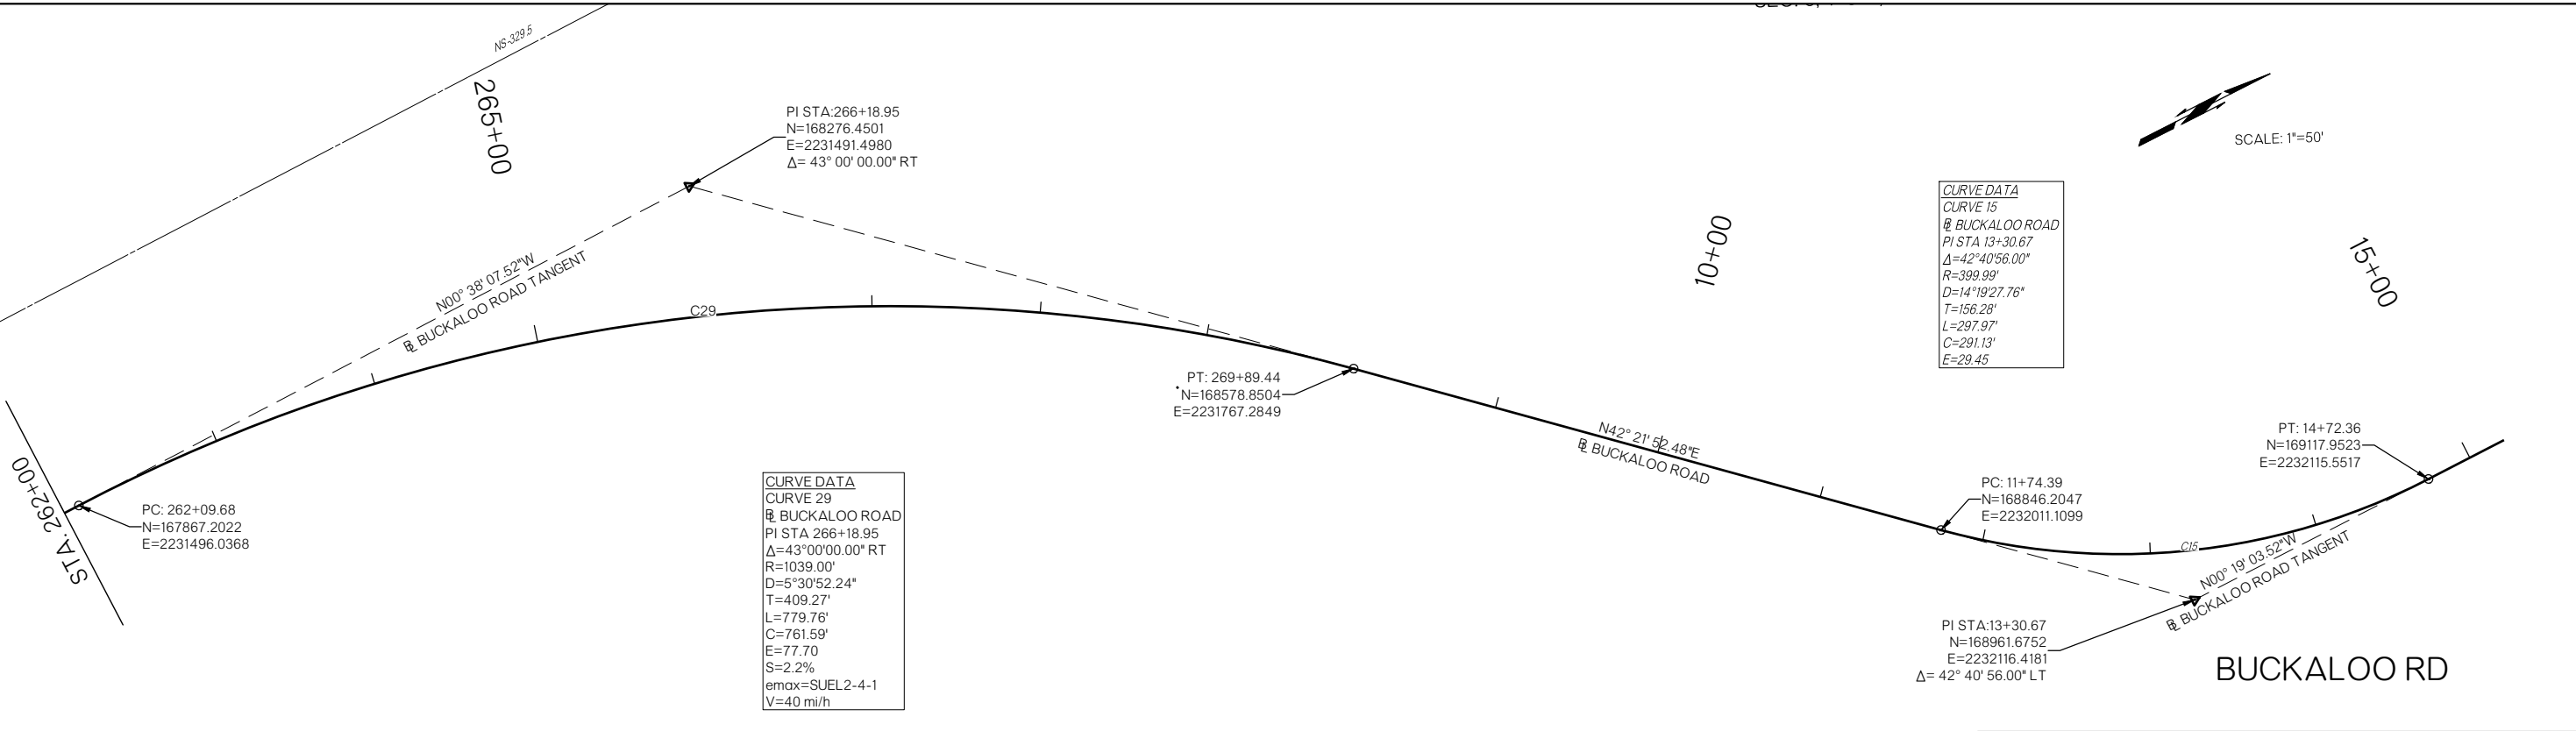 NS-329.5
265+00
PI STA:266+18.95
N=168276.4501
E=2231491.4980
Δ= 43° 00' 00.00" RT
SCALE: 1"=50'
N00° 38' 07.52"W
℄ BUCKALOO ROAD TANGENT
C29
10+00
CURVE DATA
CURVE 15
℄ BUCKALOO ROAD
PI STA 13+30.67
Δ=42°40'56.00"
R=399.99'
D=14°19'27.76"
T=156.28'
L=297.97'
C=291.13'
E=29.45
15+00
PT: 269+89.44
N=168578.8504
E=2231767.2849
N42° 21' 52.48"E
℄ BUCKALOO ROAD
PT: 14+72.36
N=169117.9523
E=2232115.5517
STA. 262+00
PC: 262+09.68
N=167867.2022
E=2231496.0368
CURVE DATA
CURVE 29
℄ BUCKALOO ROAD
PI STA 266+18.95
Δ=43°00'00.00" RT
R=1039.00'
D=5°30'52.24"
T=409.27'
L=779.76'
C=761.59'
E=77.70
S=2.2%
emax=SUEL2-4-1
V=40 mi/h
PC: 11+74.39
N=168846.2047
E=2232011.1099
C15
N00° 19' 03.52"W
℄ BUCKALOO ROAD TANGENT
PI STA:13+30.67
N=168961.6752
E=2232116.4181
Δ= 42° 40' 56.00" LT
BUCKALOO RD